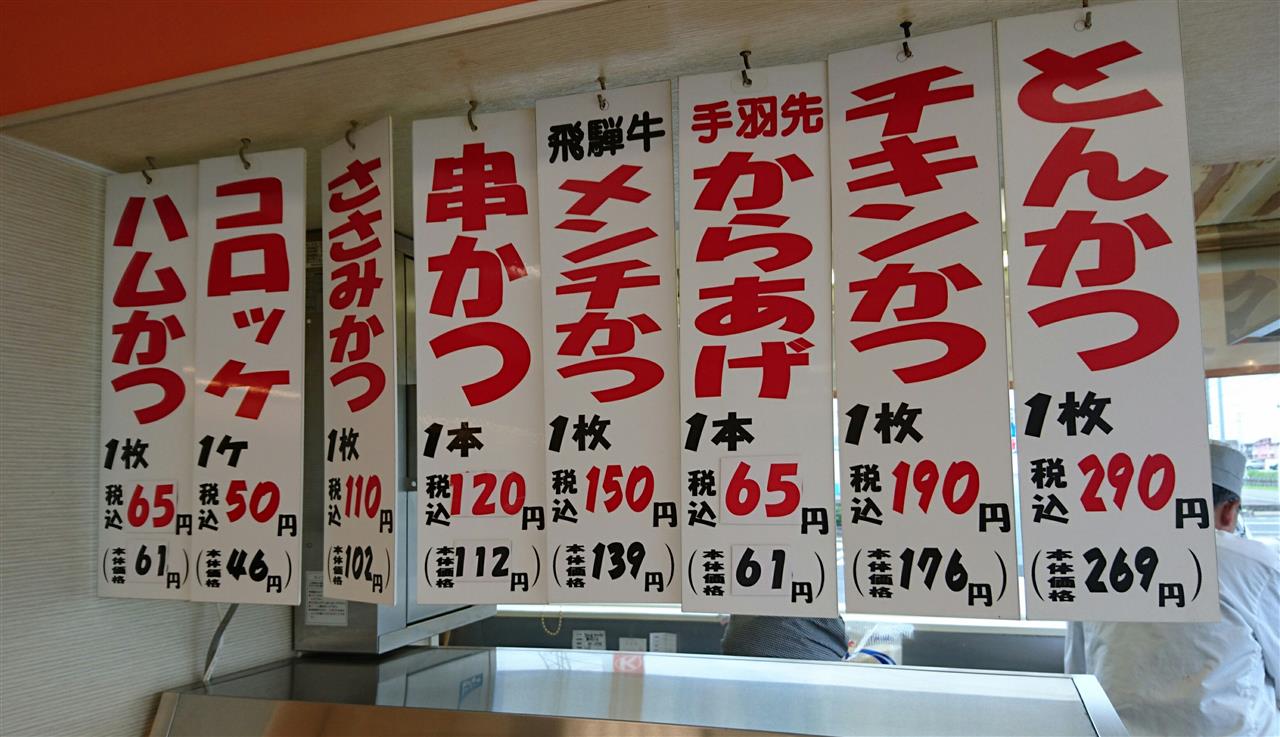 ハムかつ
1枚
税込65円
(本体価格61円)
コロッケ
1ケ
税込50円
(本体価格46円)
ささみかつ
1枚
税込110円
(本体価格102円)
串かつ
1本
税込120円
(本体価格112円)
飛騨牛
メンチかつ
1枚
税込150円
(本体価格139円)
手羽先
からあげ
1本
税込65円
(本体価格61円)
チキンかつ
1枚
税込190円
(本体価格176円)
とんかつ
1枚
税込290円
(本体価格269円)